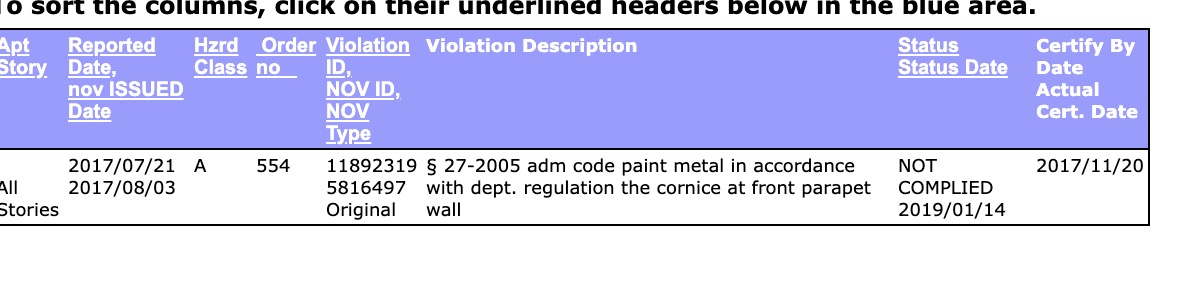 To sort the columns, click on their underlined headers below in the blue area.
Apt Story
Reported Date, nov ISSUED Date
Hzrd Class
Order no
Violation ID, NOV ID, NOV Type
Violation Description
Status Status Date
Certify By Date Actual Cert. Date
All Stories
2017/07/21
2017/08/03
A
554
11892319
5816497
Original
§ 27-2005 adm code paint metal in accordance
with dept. regulation the cornice at front parapet
wall
NOT
COMPLIED
2019/01/14
2017/11/20